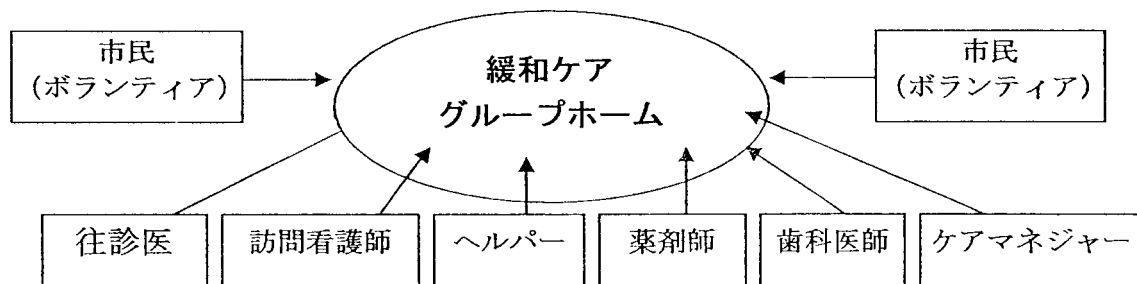 市民
(ボランティア)
緩和ケア
グループホーム
市民
(ボランティア)
往診医
訪問看護師
ヘルパー
薬剤師
歯科医師
ケアマネジャー